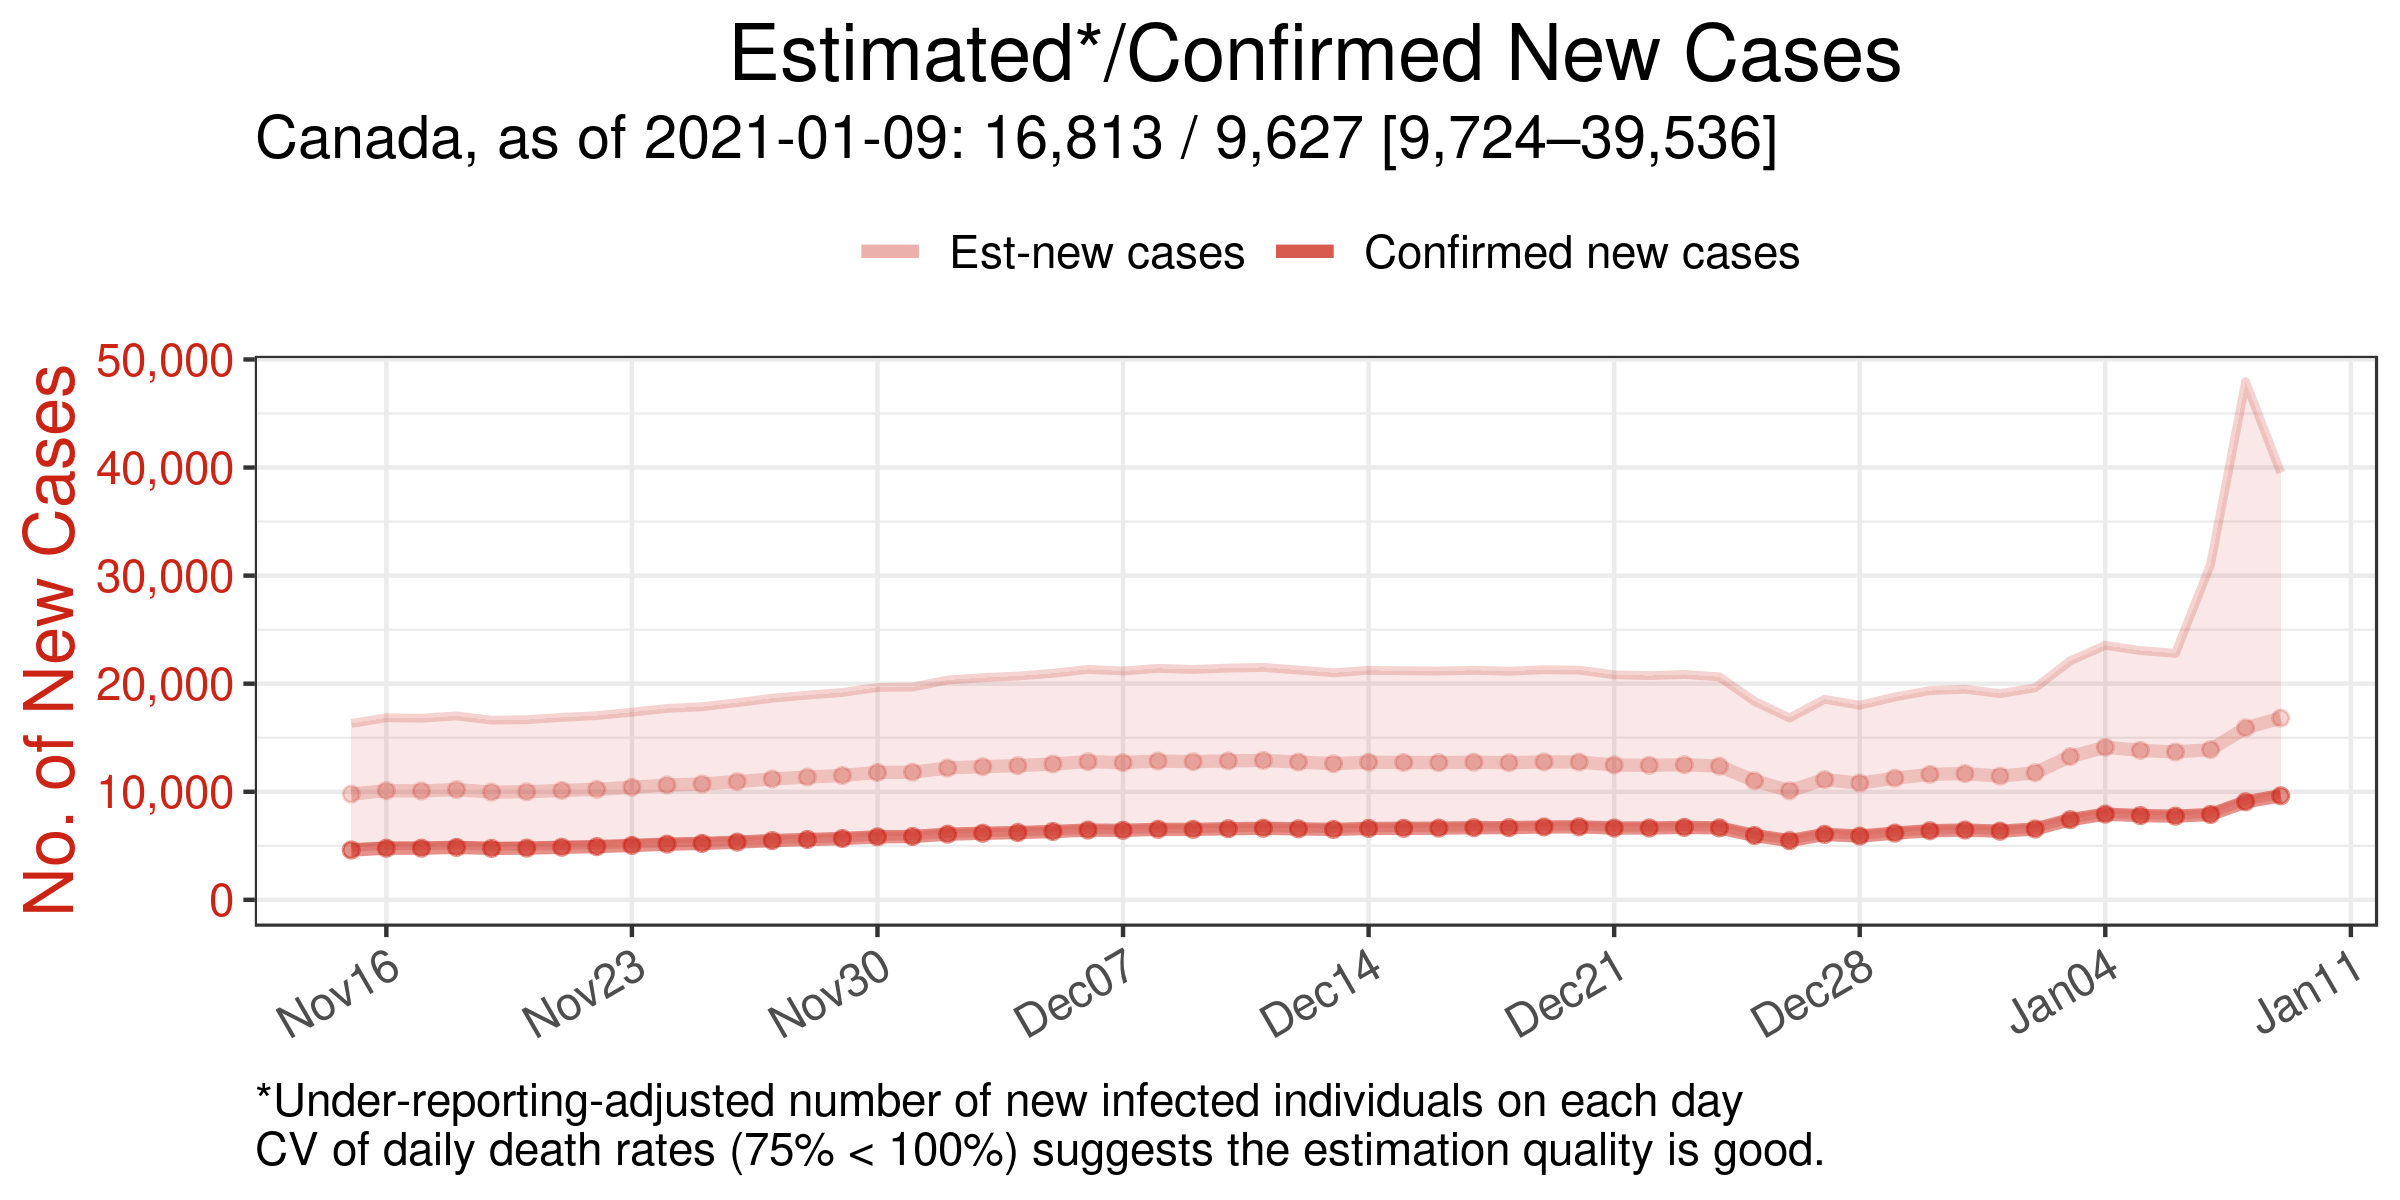 Estimated*/Confirmed New Cases
Canada, as of 2021-01-09: 16,813 / 9,627 [9,724–39,536]
Est-new cases
Confirmed new cases
No. of New Cases
50,000
40,000
30,000
20,000
10,000
0
Nov16
Nov23
Nov30
Dec07
Dec14
Dec21
Dec28
Jan04
Jan11
*Under-reporting-adjusted number of new infected individuals on each day
CV of daily death rates (75% < 100%) suggests the estimation quality is good.